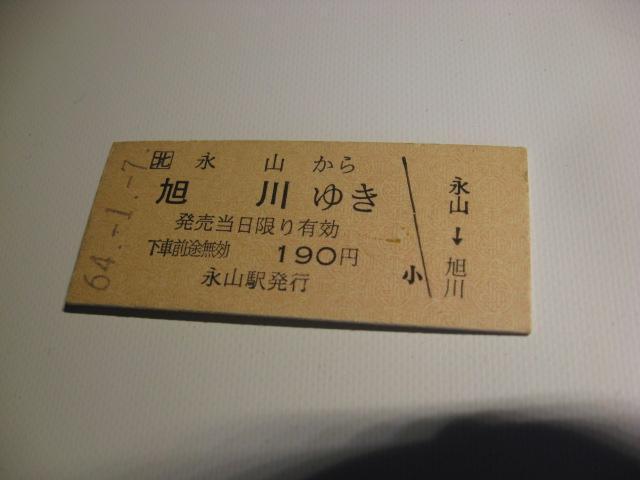 64.-1.-7.
北 永 山 から
旭 川 ゆき
発売当日限り有効
下車前途無効 190円
永山駅発行
小
永山
↓
旭川